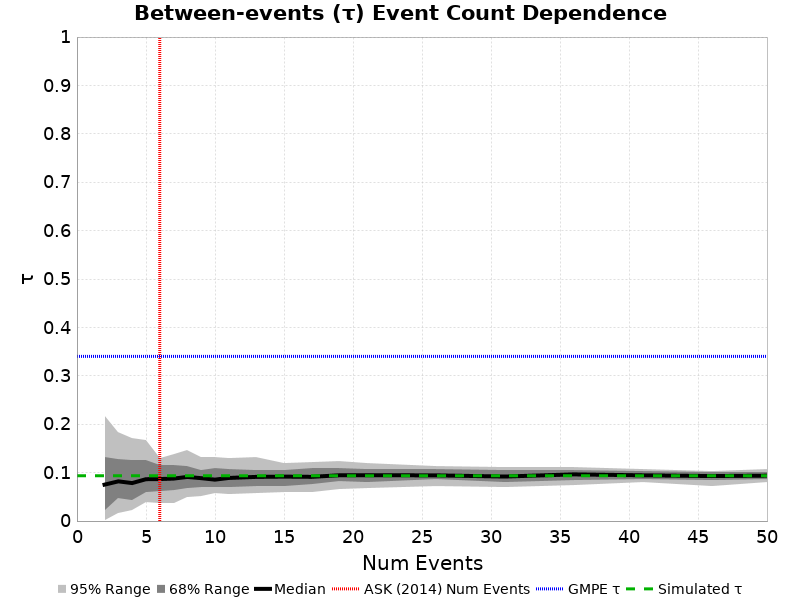 Between-events (τ) Event Count Dependence
1
0.9
0.8
0.7
0.6
0.5
0.4
0.3
0.2
0.1
0
τ
0 5 10 15 20 25 30 35 40 45 50
Num Events
95% Range 68% Range Median ASK (2014) Num Events GMPE τ Simulated τ